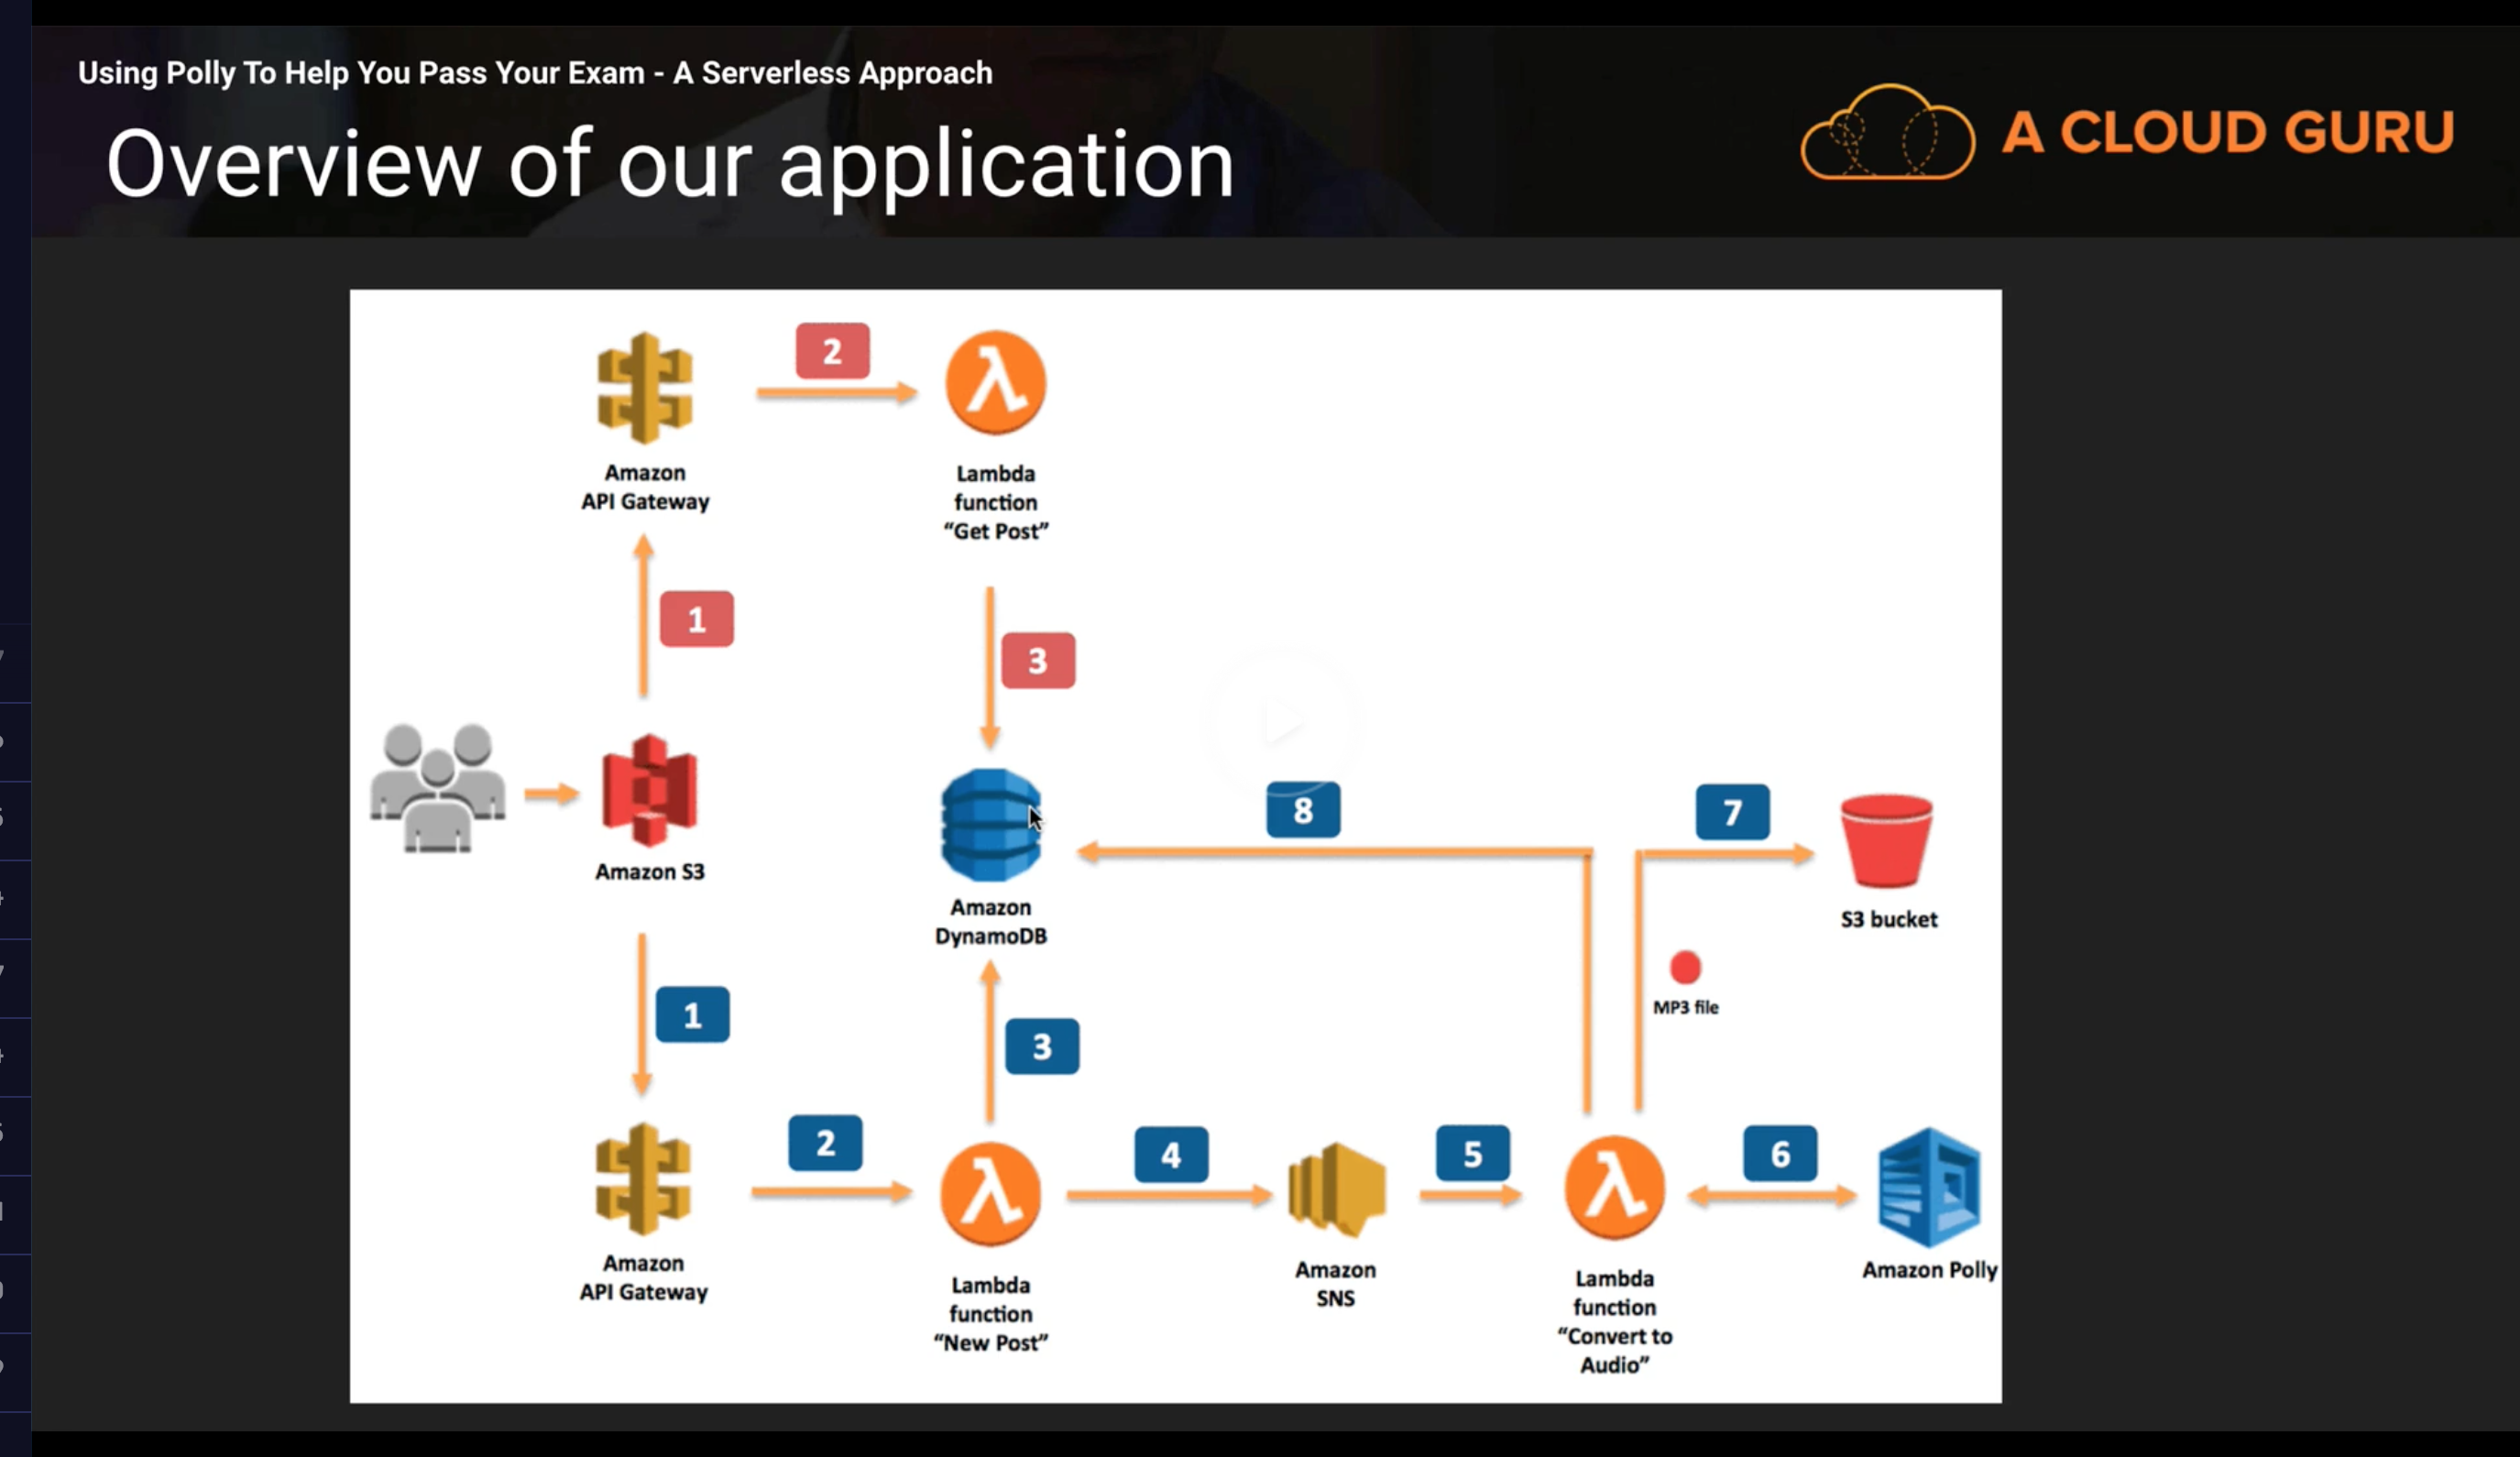 Using Polly To Help You Pass Your Exam - A Serverless Approach
Overview of our application
A CLOUD GURU
2
Amazon
API Gateway
Lambda
function
“Get Post”
1
3
Amazon S3
Amazon
DynamoDB
8
7
S3 bucket
MP3 file
1
3
2
4
5
6
Amazon
API Gateway
Lambda
function
“New Post”
Amazon
SNS
Lambda
function
“Convert to
Audio”
Amazon Polly